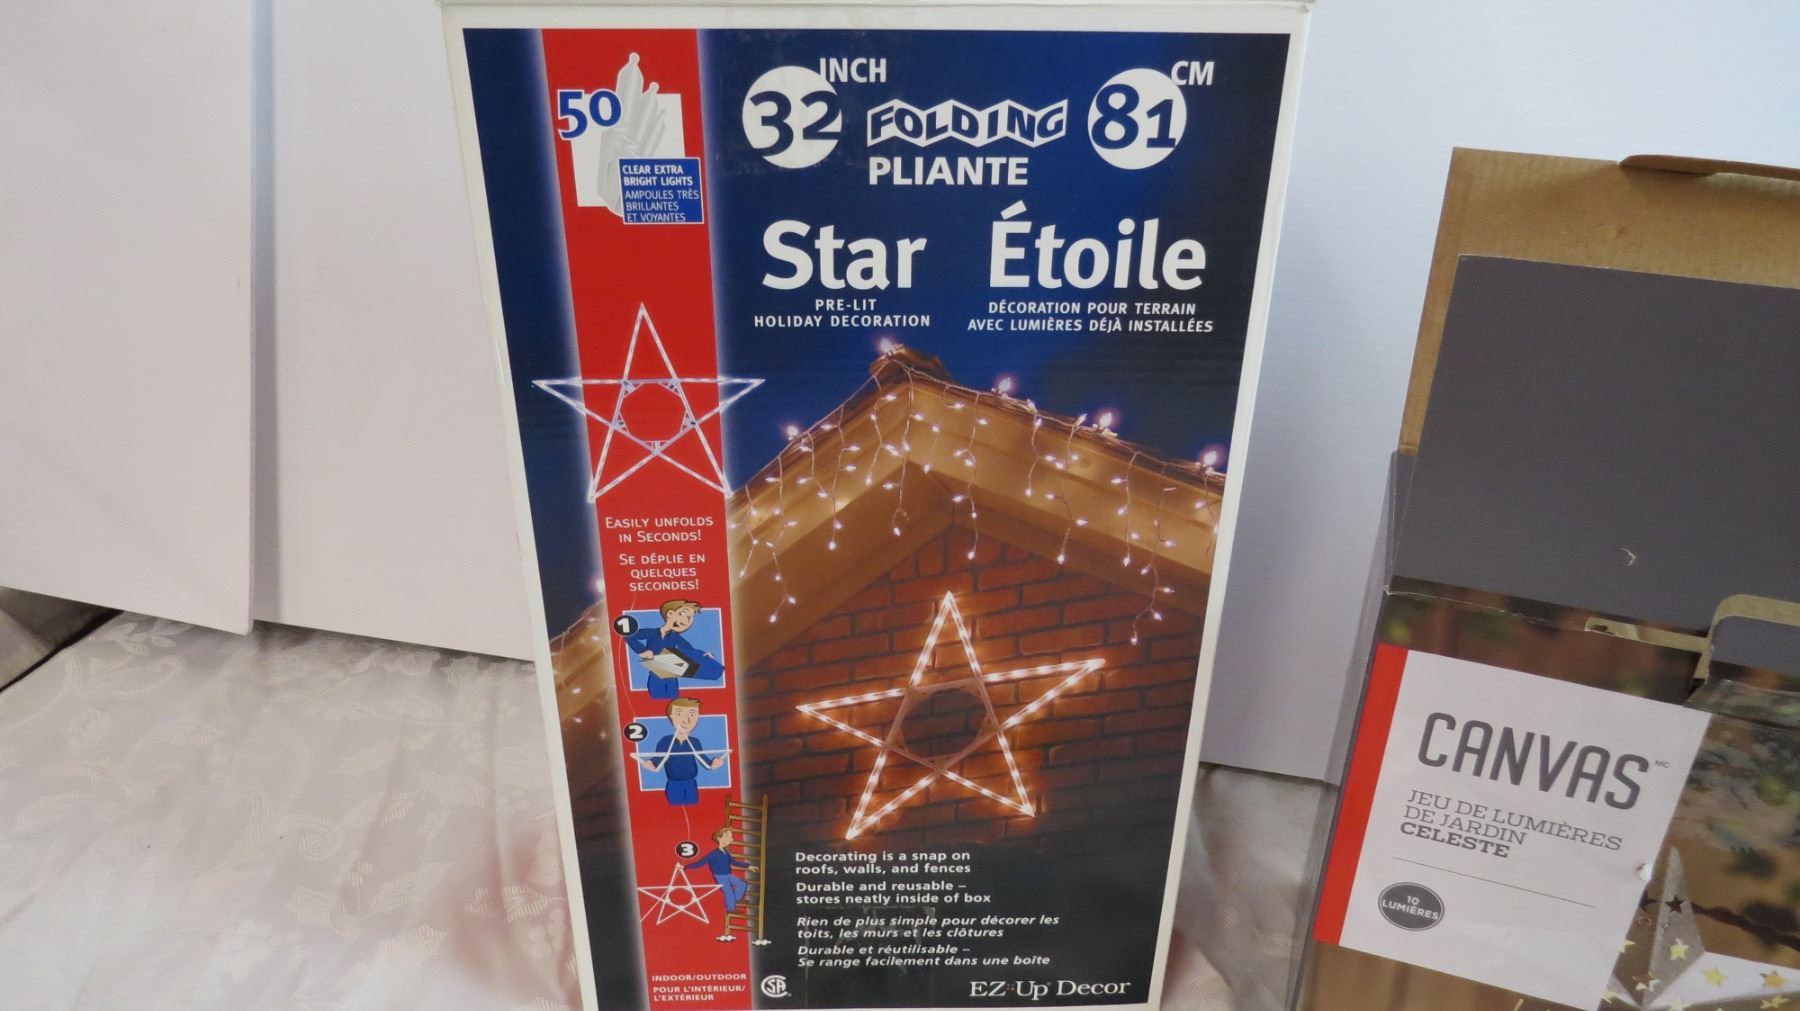 50
CLEAR EXTRA
BRIGHT LIGHTS
AMPOULES TRÈS
BRILLANTES
ET VOYANTES
32 INCH
FOLDING
PLIANTE
81 CM
Star
PRE-LIT
HOLIDAY DECORATION
Étoile
DÉCORATION POUR TERRAIN
AVEC LUMIÈRES DÉJÀ INSTALLÉES
EASILY UNFOLDS
IN SECONDS!
SE DÉPLIE EN
QUELQUES
SECONDES!
1
2
3
INDOOR/OUTDOOR
POUR L'INTÉRIEUR/
L'EXTÉRIEUR
Decorating is a snap on
roofs, walls, and fences
Durable and reusable –
stores neatly inside of box
Rien de plus simple pour décorer les
toits, les murs et les clôtures
Durable et réutilisable –
Se range facilement dans une boîte
SA
EZ Up Decor
CANVAS MC
JEU DE LUMIÈRES
DE JARDIN
CELESTE
10
LUMIÈRES